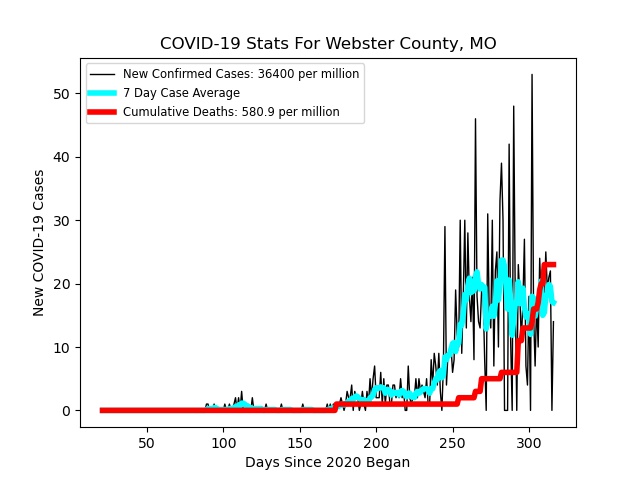 COVID-19 Stats For Webster County, MO
New Confirmed Cases: 36400 per million
7 Day Case Average
Cumulative Deaths: 580.9 per million
New COVID-19 Cases
50
40
30
20
10
0
50 100 150 200 250 300
Days Since 2020 Began